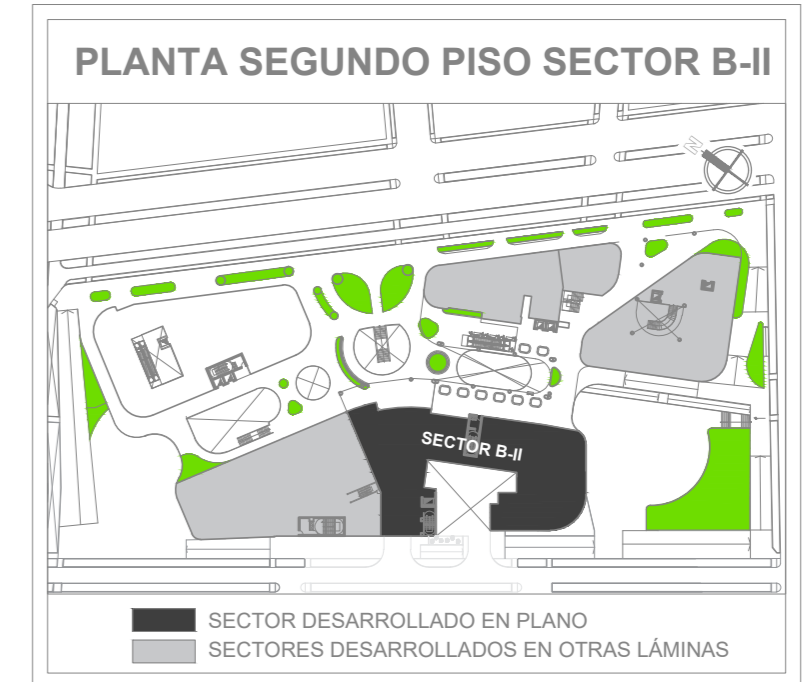 PLANTA SEGUNDO PISO SECTOR B-II
N
SECTOR B-II
SECTOR DESARROLLADO EN PLANO
SECTORES DESARROLLADOS EN OTRAS LÁMINAS